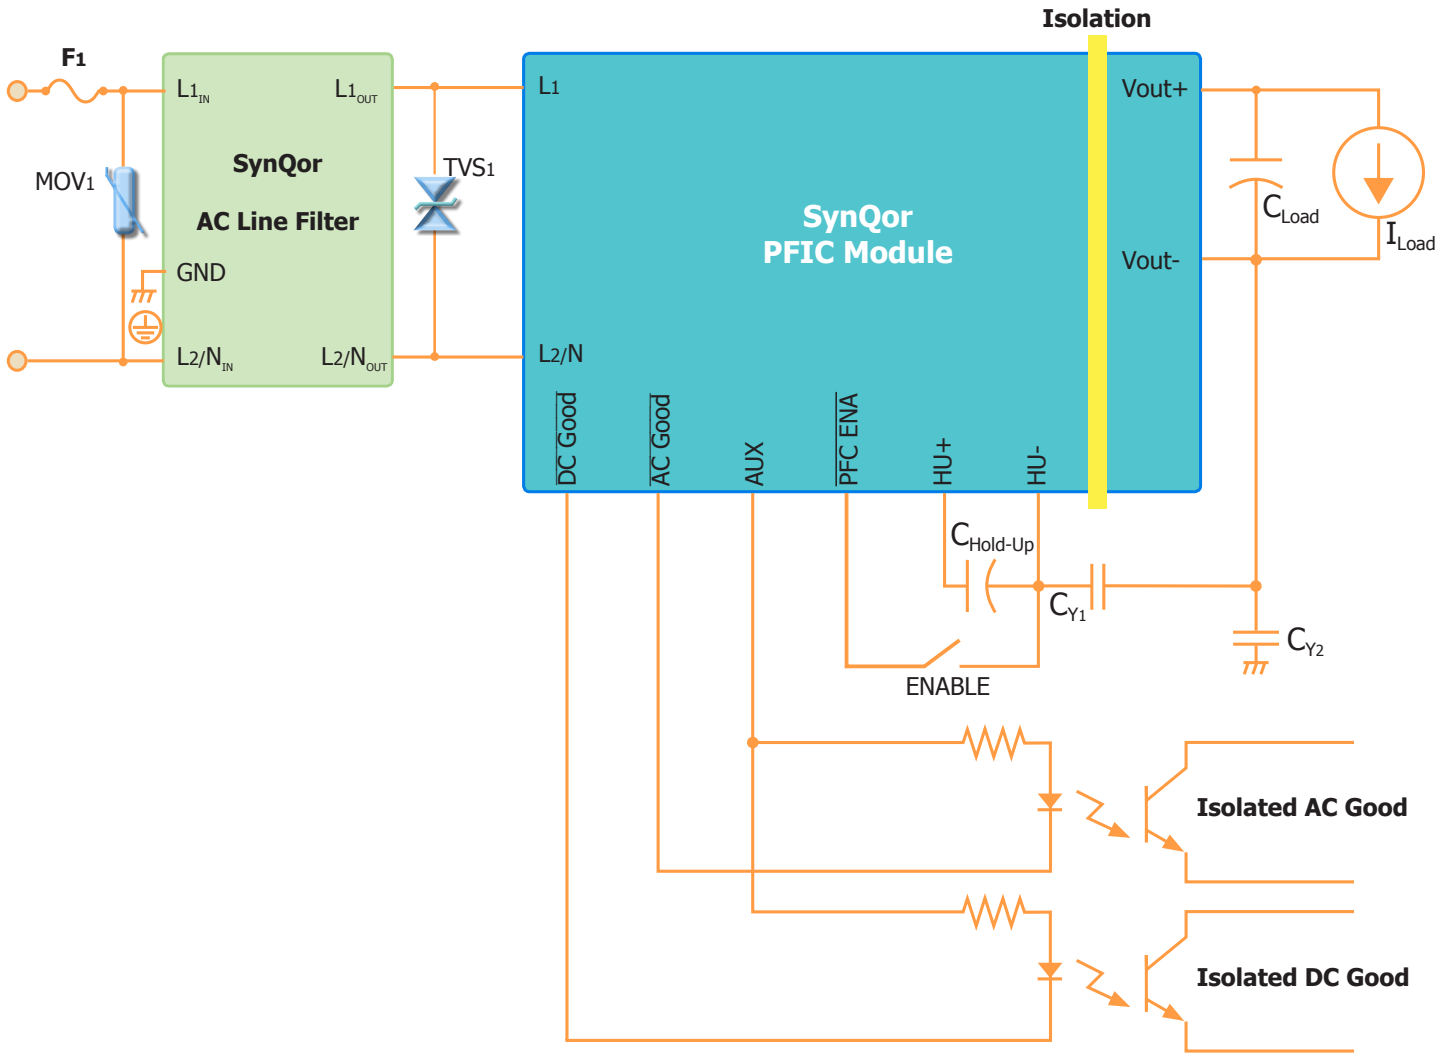 Isolation
F1
L1IN
L1OUT
L1
Vout+
SynQor
MOV1
TVS1
AC Line Filter
SynQor
PFIC Module
CLoad
ILoad
GND
Vout-
L2/NIN
L2/NOUT
L2/N
DC Good
AC Good
AUX
PFC ENA
HU+
HU-
CHold-Up
CY1
CY2
ENABLE
Isolated AC Good
Isolated DC Good